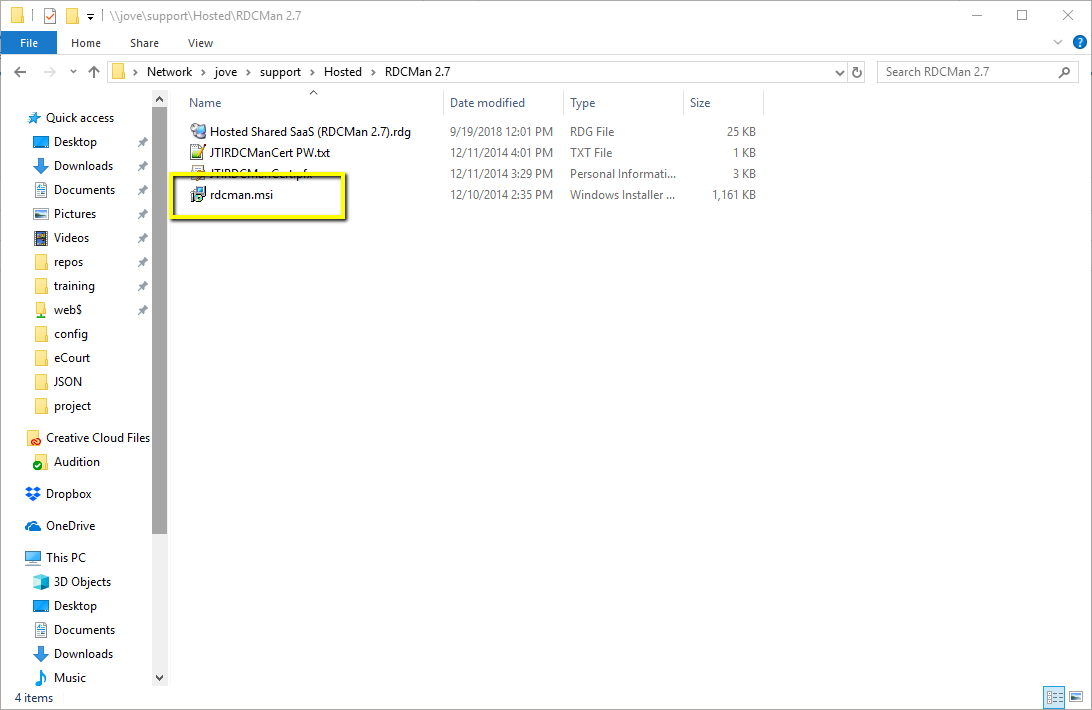 \\jove\support\Hosted\RDCMan 2.7
File Home Share View
Network > jove > support > Hosted > RDCMan 2.7
Search RDCMan 2.7
Name Date modified Type Size
Hosted Shared SaaS (RDCMan 2.7).rdg 9/19/2018 12:01 PM RDG File 25 KB
JTIRDCManCert PW.txt 12/11/2014 4:01 PM TXT File 1 KB
JTIRDCManCert.pfx 12/11/2014 3:29 PM Personal Informati... 3 KB
rdcman.msi 12/10/2014 2:35 PM Windows Installer ... 1,161 KB
Quick access
Desktop
Downloads
Documents
Pictures
Videos
repos
training
web$
config
eCourt
JSON
project
Creative Cloud Files
Audition
Dropbox
OneDrive
This PC
3D Objects
Desktop
Documents
Downloads
Music
4 items